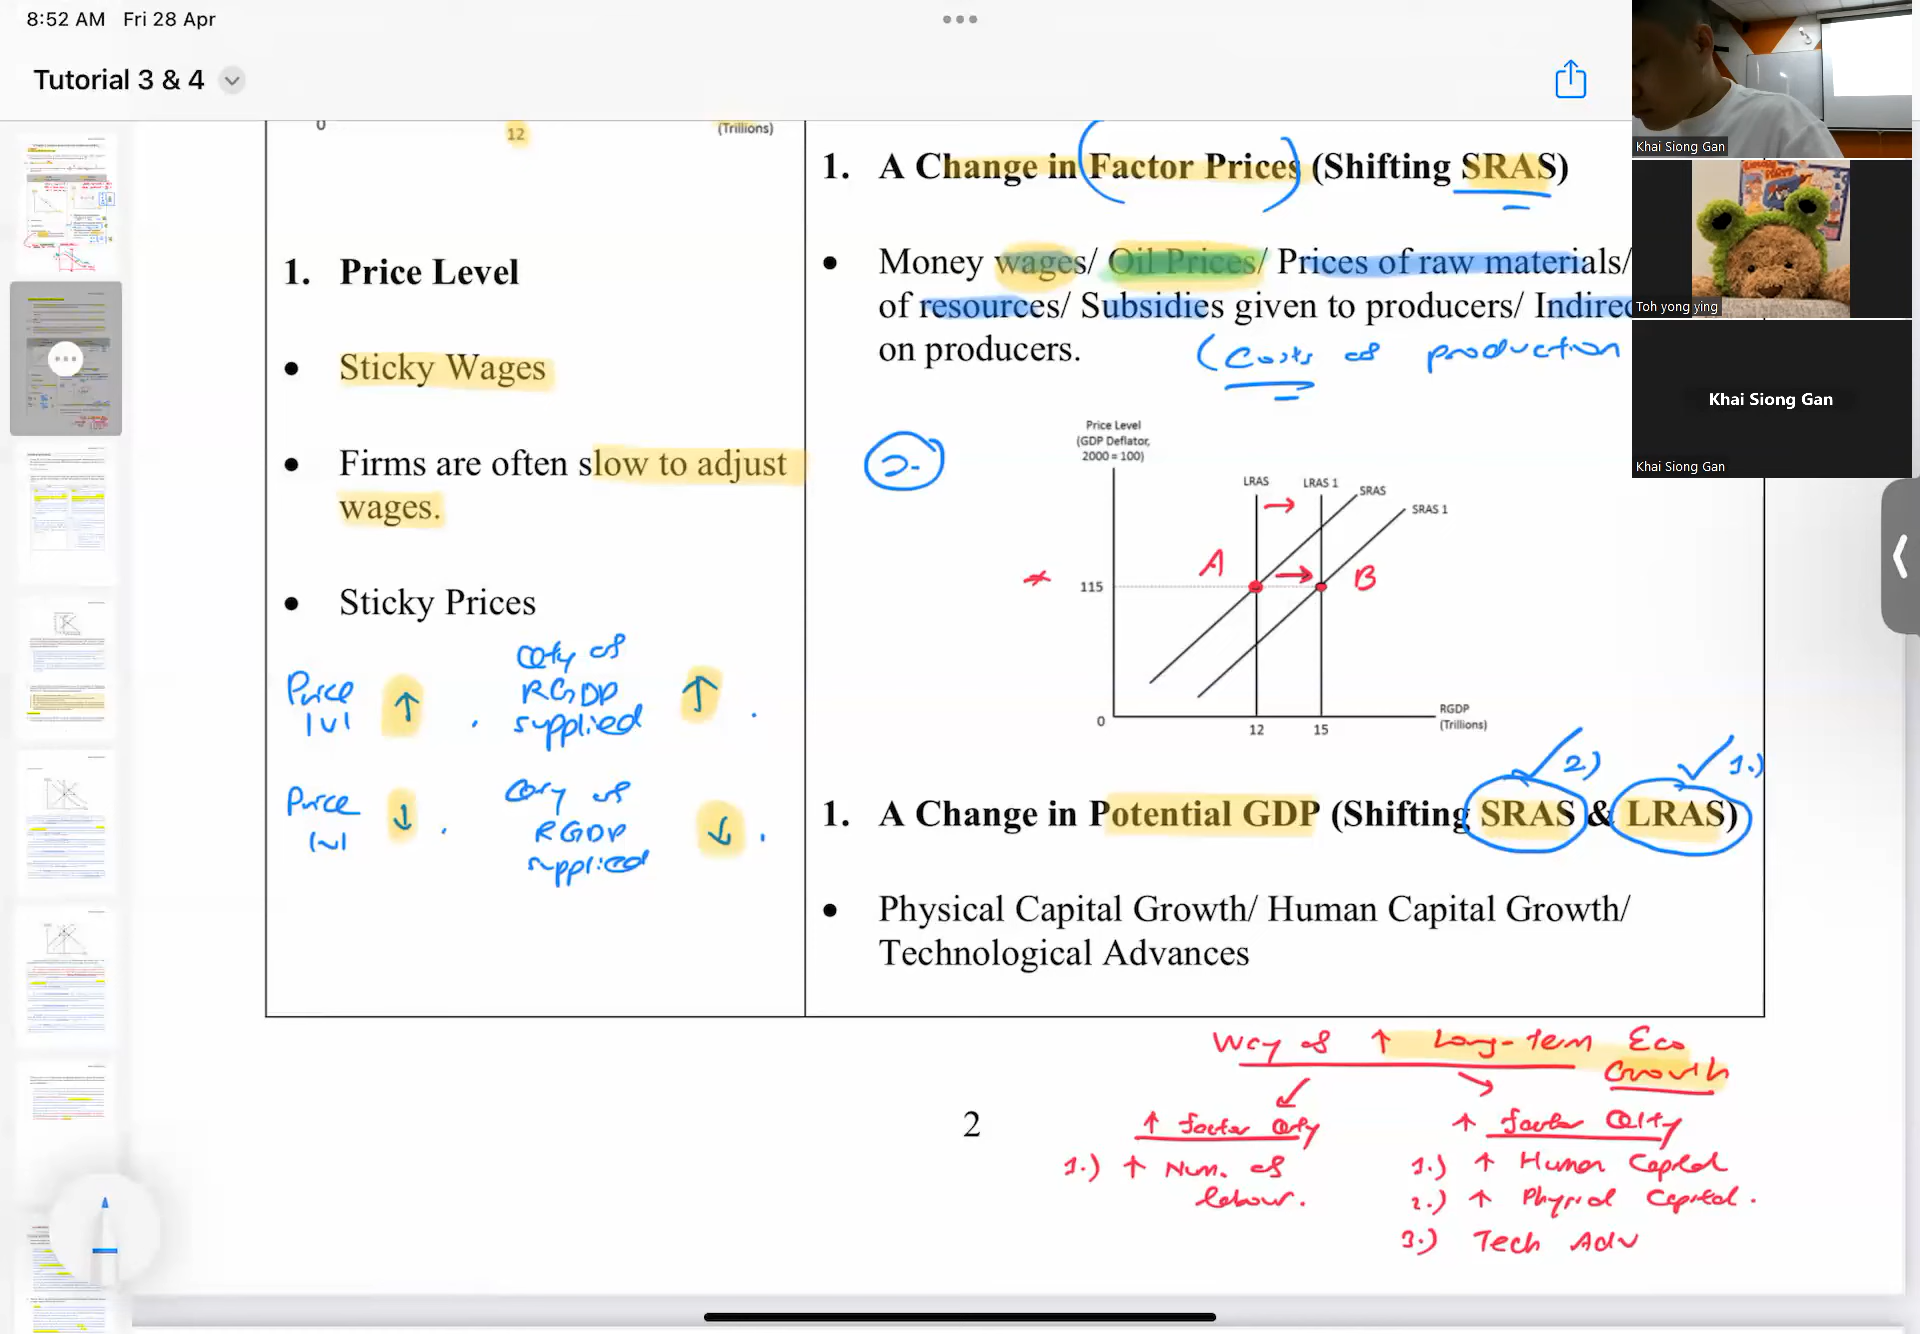 8:52 AM Fri 28 Apr
Tutorial 3 & 4
0
12
(Trillions)
1. Price Level
• Sticky Wages
• Firms are often slow to adjust
wages.
• Sticky Prices
Price
lvl
↑ .
Qty of
RGDP
supplied
↑ .
Price
lvl
↓ .
Qty of
RGDP
supplied
↓ .
1. A Change in (Factor Prices) (Shifting SRAS)
• Money wages/ Oil Prices/ Prices of raw materials/
of resources/ Subsidies given to producers/ Indirec
on producers.
(Costs of production
2.
Price Level
(GDP Deflator,
2000 = 100)
LRAS
→
LRAS 1
SRAS
SRAS 1
A
→
B
115
0
12
15
RGDP
(Trillions)
2)
1.)
1. A Change in Potential GDP (Shifting SRAS & LRAS)
• Physical Capital Growth/ Human Capital Growth/
Technological Advances
Way of ↑ Long-term Eco
Growth
↑ factor Qty
1.) ↑ Num. of
labour.
↑ factor Qlty
1.) ↑ Human Capital
2.) ↑ Physical Capital.
3.) Tech Adv
2
Khai Siong Gan
Toh yong ying
Khai Siong Gan
Khai Siong Gan